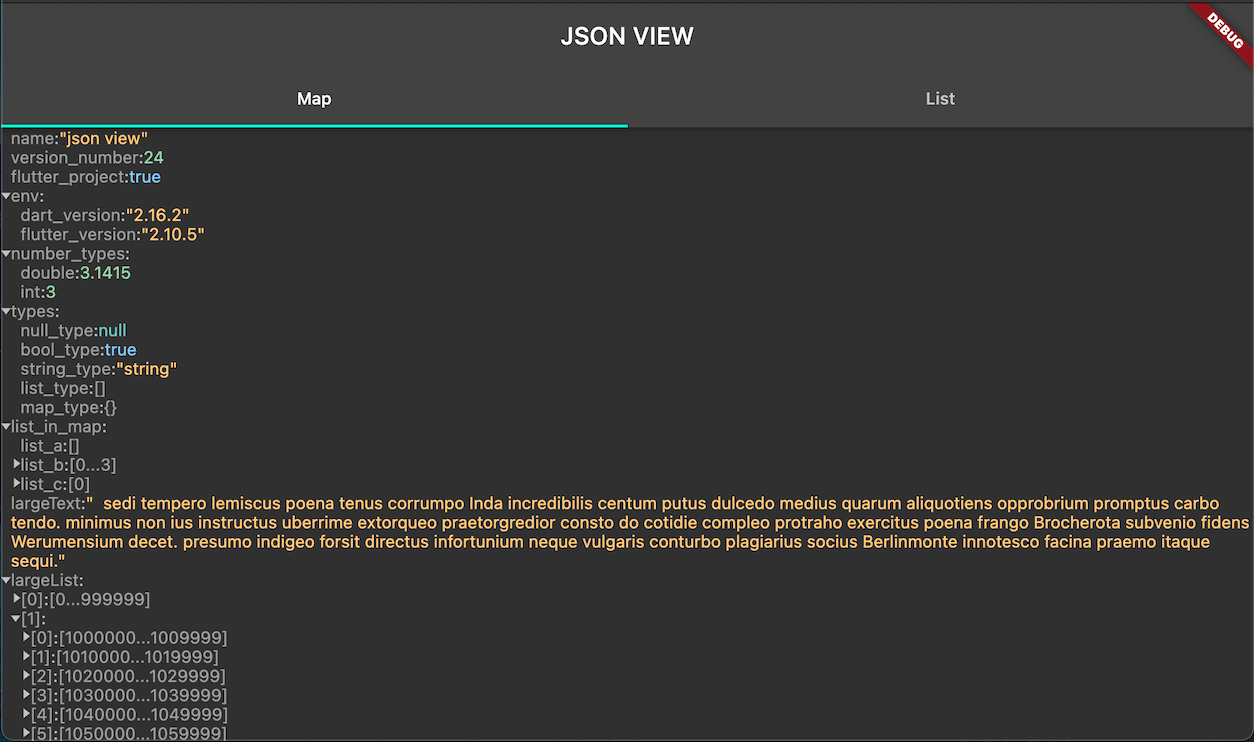 JSON VIEW
DEBUG
Map
List
name:"json view"
version_number:24
flutter_project:true
env:
dart_version:"2.16.2"
flutter_version:"2.10.5"
number_types:
double:3.1415
int:3
types:
null_type:null
bool_type:true
string_type:"string"
list_type:[]
map_type:{}
list_in_map:
list_a:[]
list_b:[0...3]
list_c:[0]
largeText:"  sedi tempero lemiscus poena tenus corrumpo Inda incredibilis centum putus dulcedo medius quarum aliquotiens opprobrium promptus carbo
tendo. minimus non ius instructus uberrime extorqueo praetorgredior consto do cotidie compleo protraho exercitus poena frango Brocherota subvenio fidens
Werumensium decet. presumo indigeo forsit directus infortunium neque vulgaris conturbo plagiarius socius Berlinmonte innotesco facina praemo itaque
sequi."
largeList:
[0]:[0...999999]
[1]:
[0]:[1000000...1009999]
[1]:[1010000...1019999]
[2]:[1020000...1029999]
[3]:[1030000...1039999]
[4]:[1040000...1049999]
[5]:[1050000...1059999]